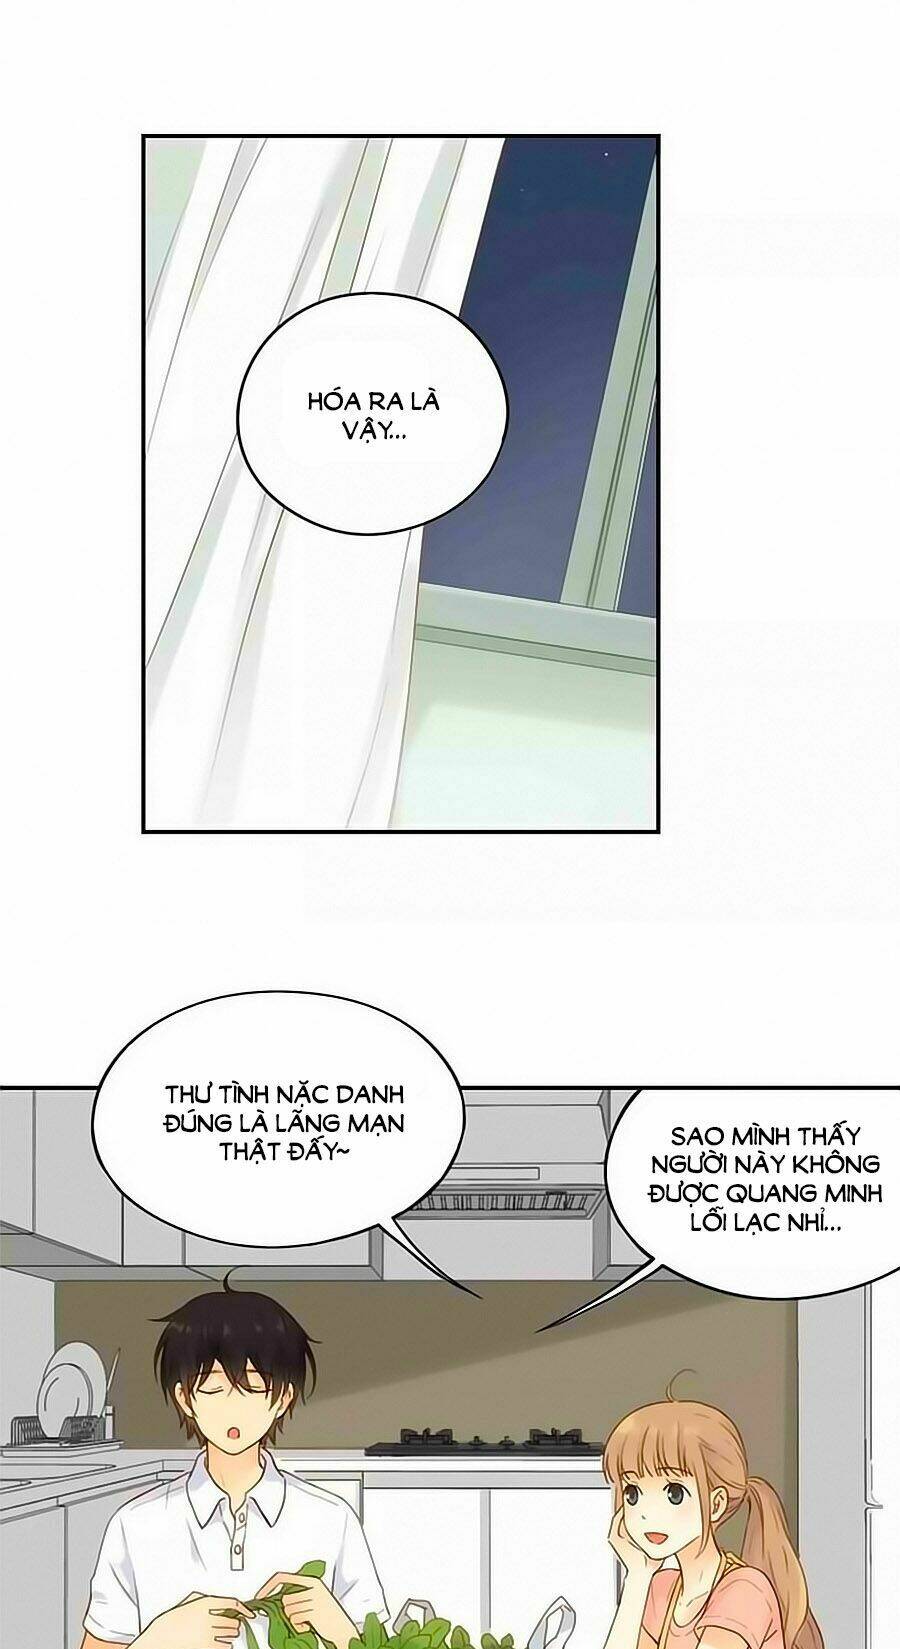 HÓA RA LÀ
VẬY...
THƯ TÌNH NẶC DANH
ĐÚNG LÀ LÃNG MẠN
THẬT ĐẤY~
SAO MÌNH THẤY
NGƯỜI NÀY KHÔNG
ĐƯỢC QUANG MINH
LỖI LẠC NHỈ...